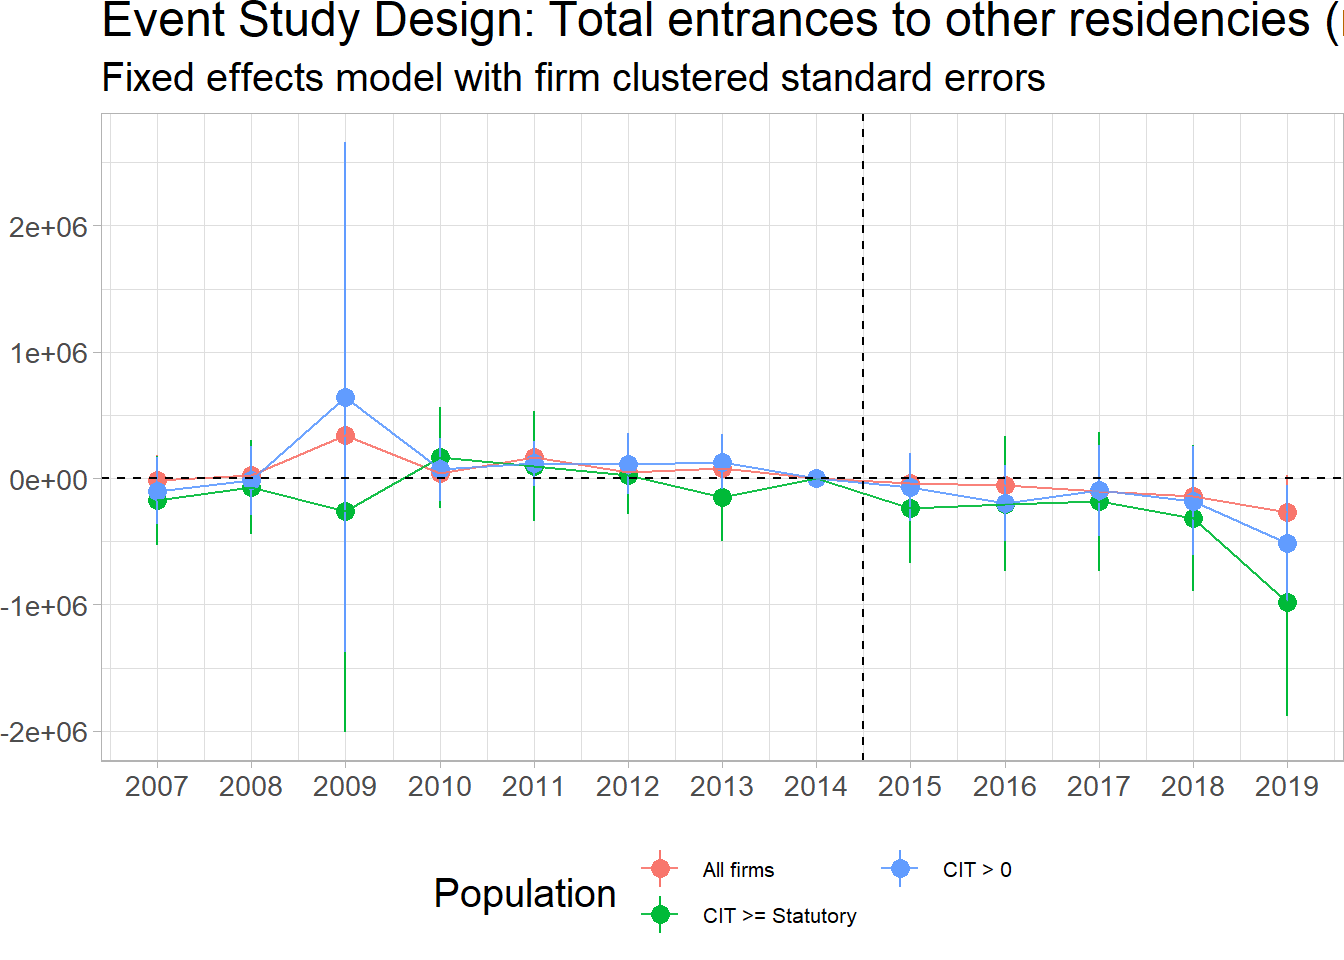 Event Study Design: Total entrances to other residencies (
Fixed effects model with firm clustered standard errors
2e+06
1e+06
0e+00
-1e+06
-2e+06
2007 2008 2009 2010 2011 2012 2013 2014 2015 2016 2017 2018 2019
Population
All firms
CIT > 0
CIT >= Statutory